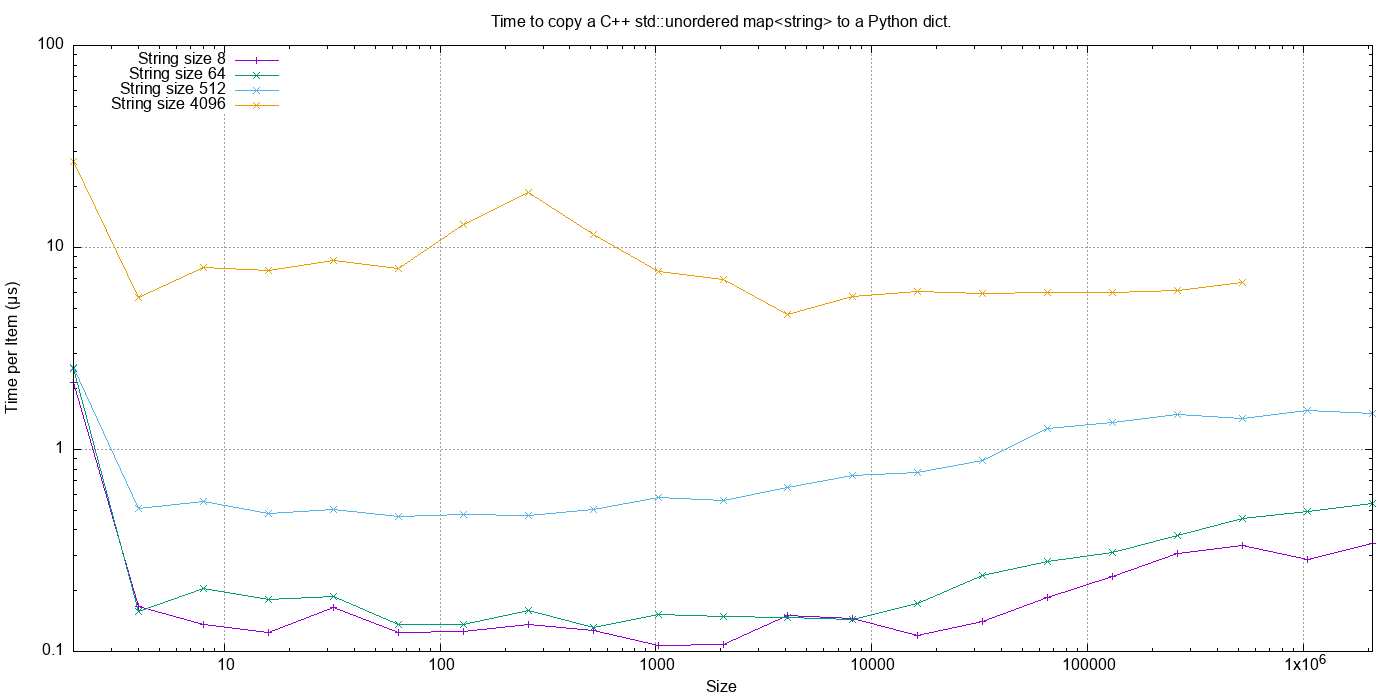 Time to copy a C++ std::unordered map<string> to a Python dict.
100
10
1
0.1
String size 8
String size 64
String size 512
String size 4096
Time per Item (µs)
10
100
1000
10000
100000
1x10⁶
Size